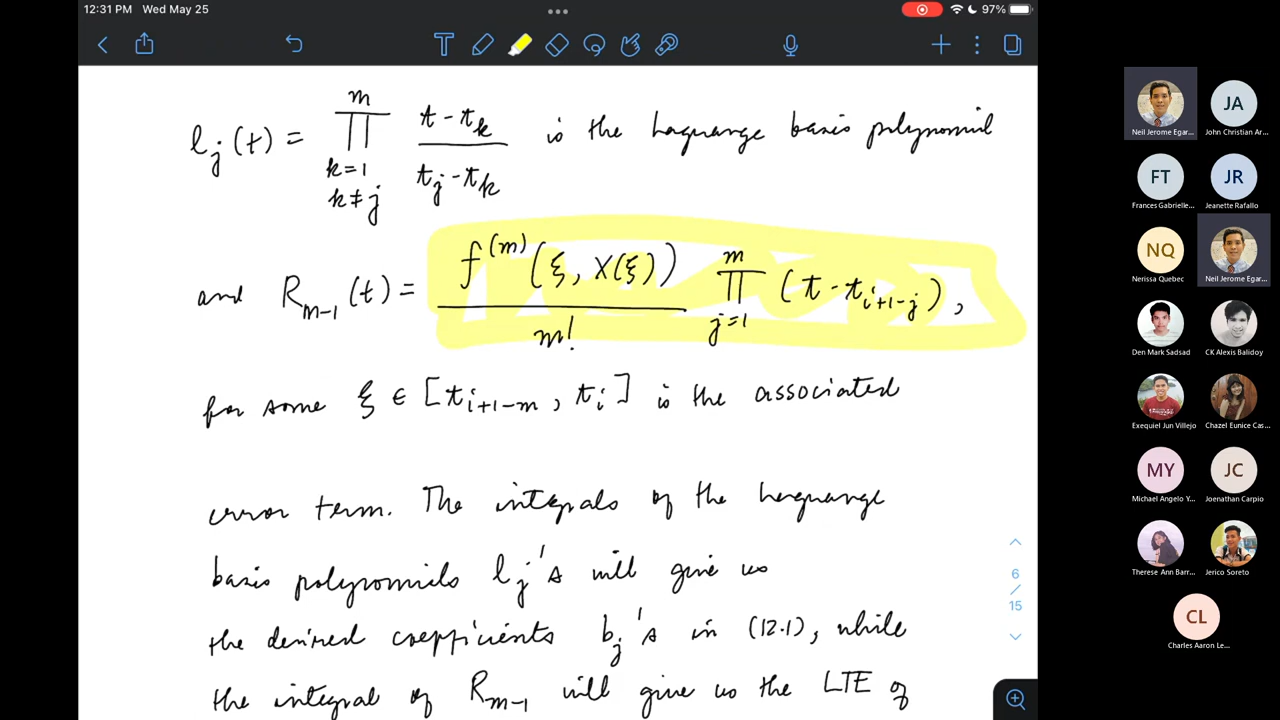 12:31 PM Wed May 25
97%
l_j(t) = ∏_{k=1, k≠j}^{m} (t - t_k)/(t_j - t_k) is the Lagrange basis polynomial
and R_{m-1}(t) = f^{(m)}(ξ, X(ξ))/m! ∏_{j=1}^{m} (t - t_{i+1-j}),
for some ξ ∈ [t_{i+1-m}, t_i] is the associated
error term. The integrals of the Lagrange
basis polynomials l_j's will give us
the desired coefficients b_j's in (12.1), while
the integral of R_{m-1} will give us the LTE of
6
/
15
Neil Jerome Egar...
JA
John Christian Ar...
FT
Frances Gabrielle...
JR
Jeanette Rafallo
NQ
Nerissa Quebec
Neil Jerome Egar...
Den Mark Sadsad
CK Alexis Balidoy
Exequiel Jun Villejo
Chazel Eunice Cas...
MY
Michael Angelo Y...
JC
Joenathan Carpio
Therese Ann Barr...
Jerico Soreto
CL
Charles Aaron Le...